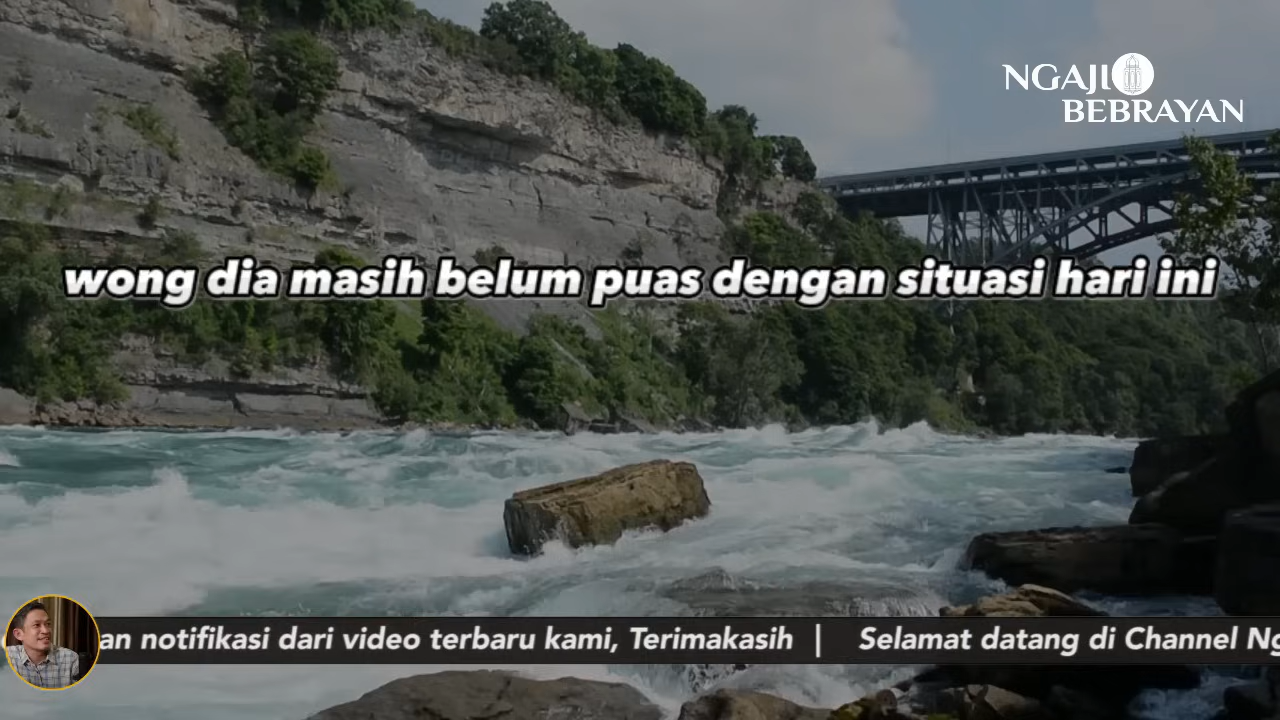 NGAJI
BEBRAYAN
wong dia masih belum puas dengan situasi hari ini
an notifikasi dari video terbaru kami, Terimakasih | Selamat datang di Channel Ng